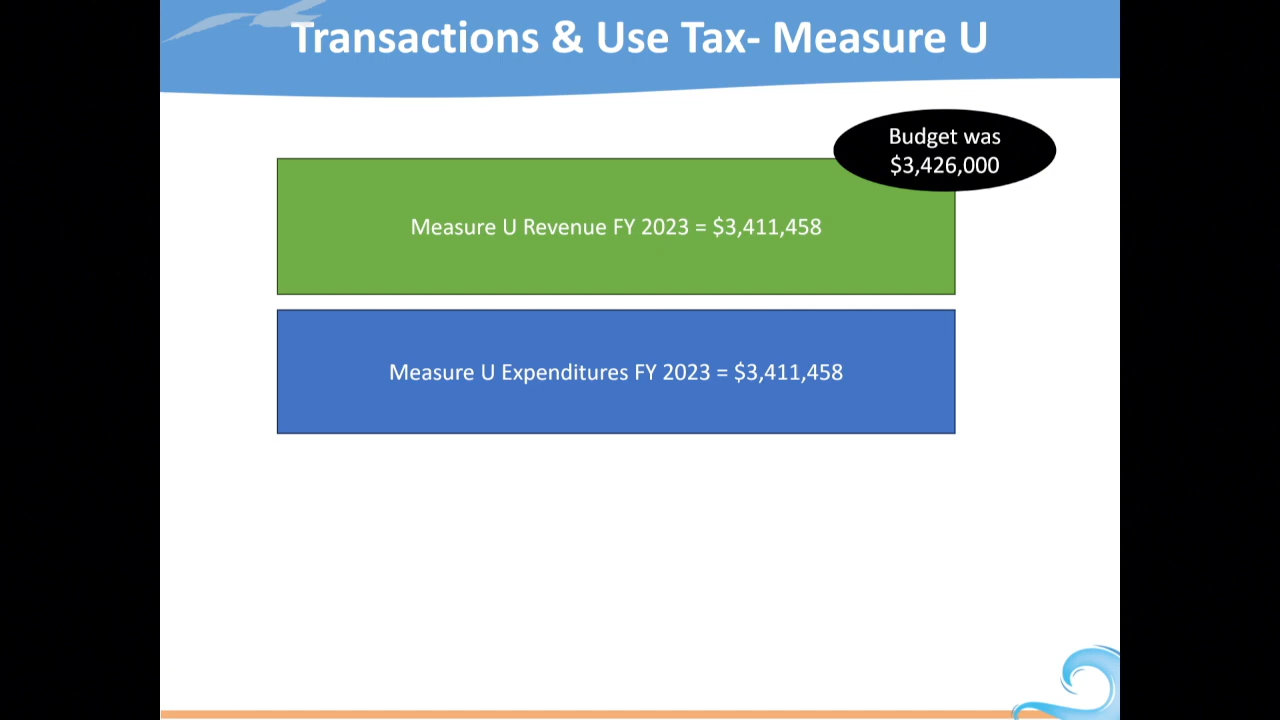 Transactions & Use Tax- Measure U
Budget was
$3,426,000
Measure U Revenue FY 2023 = $3,411,458
Measure U Expenditures FY 2023 = $3,411,458